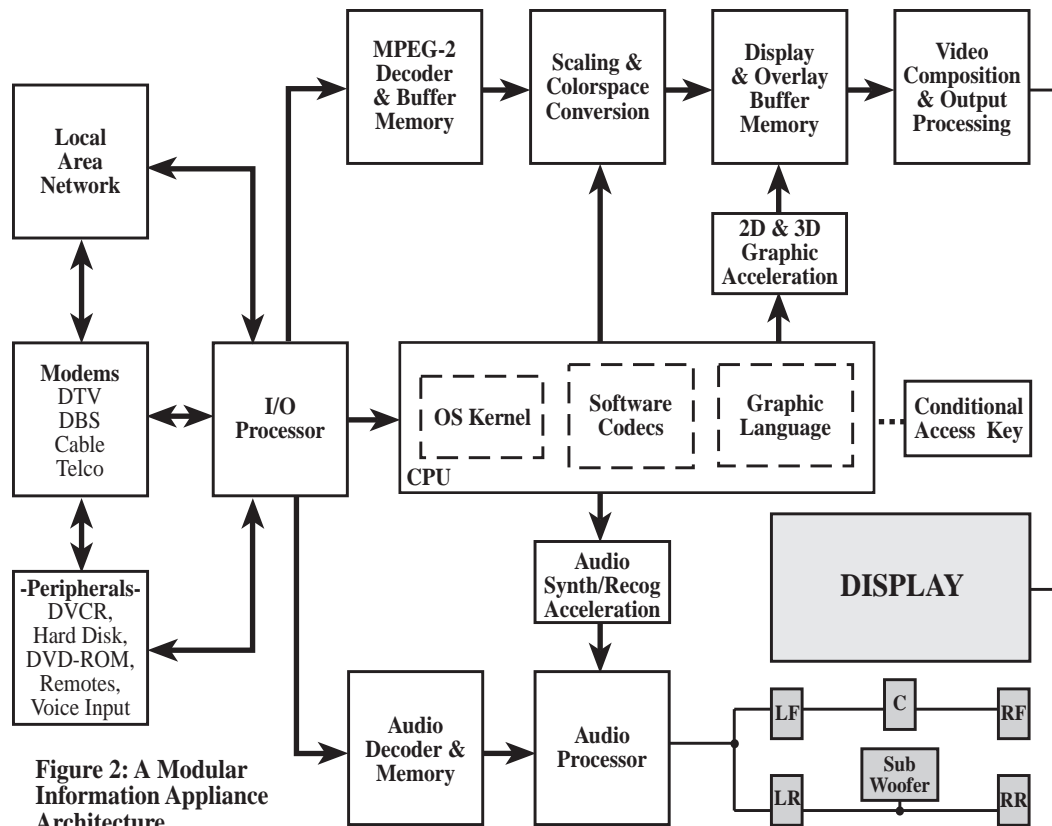 MPEG-2
Decoder
& Buffer
Memory
Scaling &
Colorspace
Conversion
Display
& Overlay
Buffer
Memory
Video
Composition
& Output
Processing
Local
Area
Network
2D & 3D
Graphic
Acceleration
Modems
DTV
DBS
Cable
Telco
I/O
Processor
OS Kernel
Software
Codecs
Graphic
Language
CPU
Conditional
Access Key
-Peripherals-
DVCR,
Hard Disk,
DVD-ROM,
Remotes,
Voice Input
Audio
Synth/Recog
Acceleration
DISPLAY
Audio
Decoder &
Memory
Audio
Processor
LF
C
RF
Sub
Woofer
LR
RR
Figure 2: A Modular
Information Appliance
Architecture